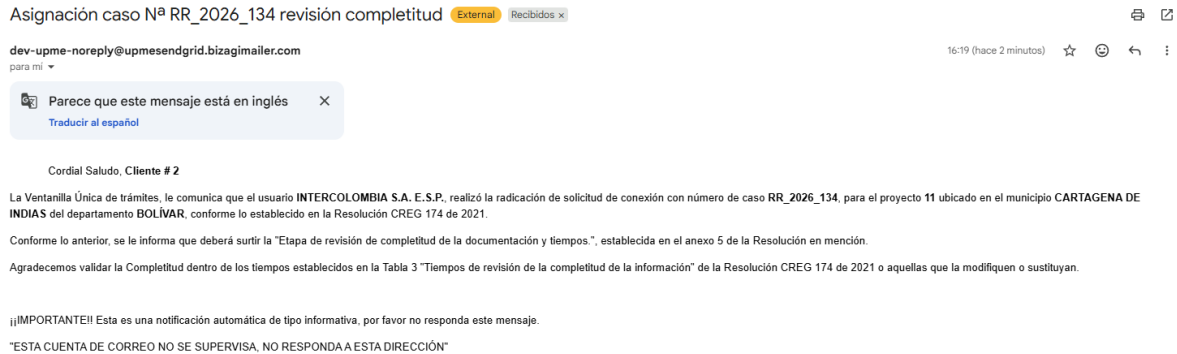 Asignación caso Nª RR_2026_134 revisión completitud External Recibidos x
dev-upme-noreply@upmesendgrid.bizagimailer.com 16:19 (hace 2 minutos)
para mí
Parece que este mensaje está en inglés
Traducir al español
Cordial Saludo, Cliente # 2
La Ventanilla Única de trámites, le comunica que el usuario INTERCOLOMBIA S.A. E.S.P., realizó la radicación de solicitud de conexión con número de caso RR_2026_134, para el proyecto 11 ubicado en el municipio CARTAGENA DE
INDIAS del departamento BOLÍVAR, conforme lo establecido en la Resolución CREG 174 de 2021.
Conforme lo anterior, se le informa que deberá surtir la "Etapa de revisión de completitud de la documentación y tiempos.", establecida en el anexo 5 de la Resolución en mención.
Agradecemos validar la Completitud dentro de los tiempos establecidos en la Tabla 3 "Tiempos de revisión de la completitud de la información" de la Resolución CREG 174 de 2021 o aquellas que la modifiquen o sustituyan.
¡¡IMPORTANTE!! Esta es una notificación automática de tipo informativa, por favor no responda este mensaje.
"ESTA CUENTA DE CORREO NO SE SUPERVISA, NO RESPONDA A ESTA DIRECCIÓN"